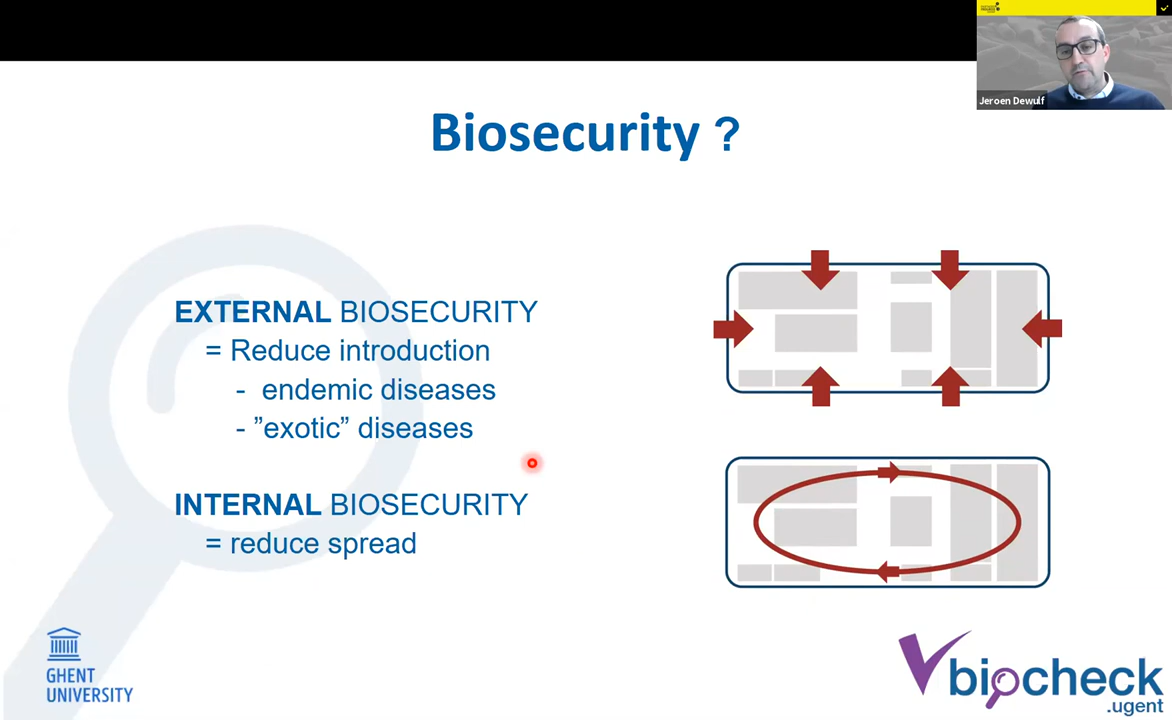 Jeroen Dewulf
Biosecurity ?
EXTERNAL BIOSECURITY
= Reduce introduction
- endemic diseases
- ”exotic” diseases
INTERNAL BIOSECURITY
= reduce spread
GHENT
UNIVERSITY
biocheck
.ugent